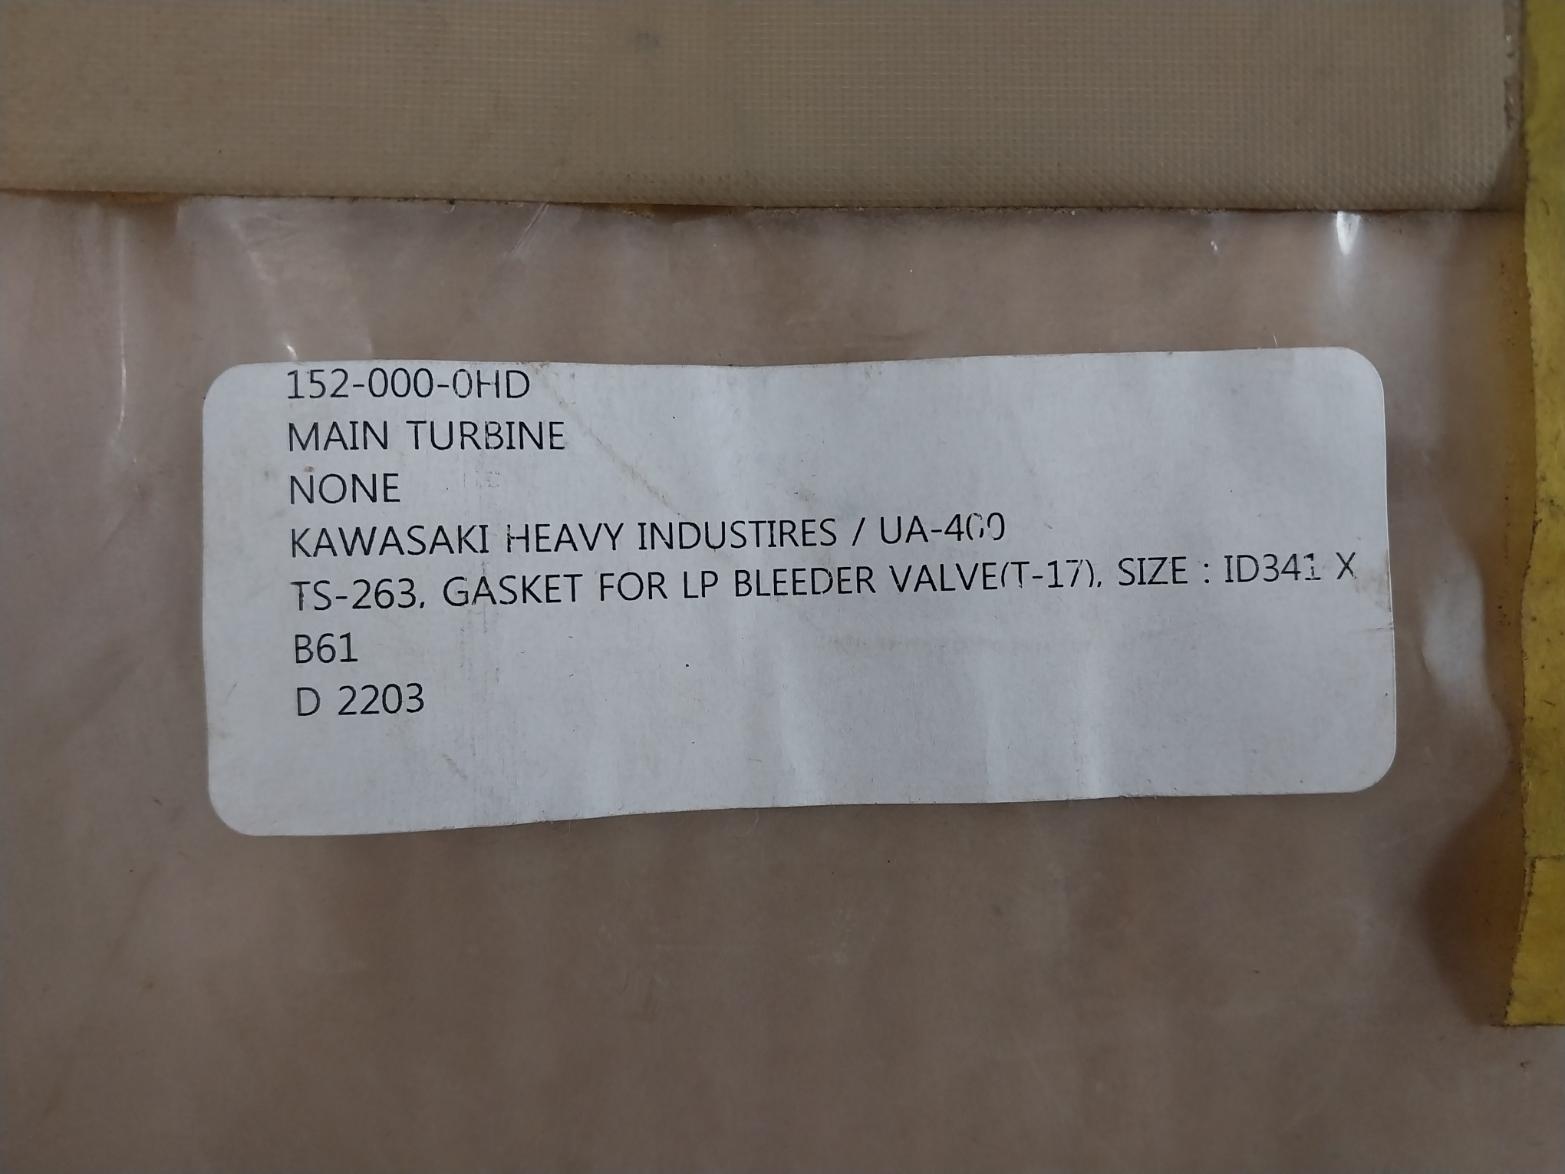 152-000-0HD
MAIN TURBINE
NONE
KAWASAKI HEAVY INDUSTIRES / UA-400
TS-263, GASKET FOR LP BLEEDER VALVE(T-17), SIZE : ID341 X
B61
D 2203